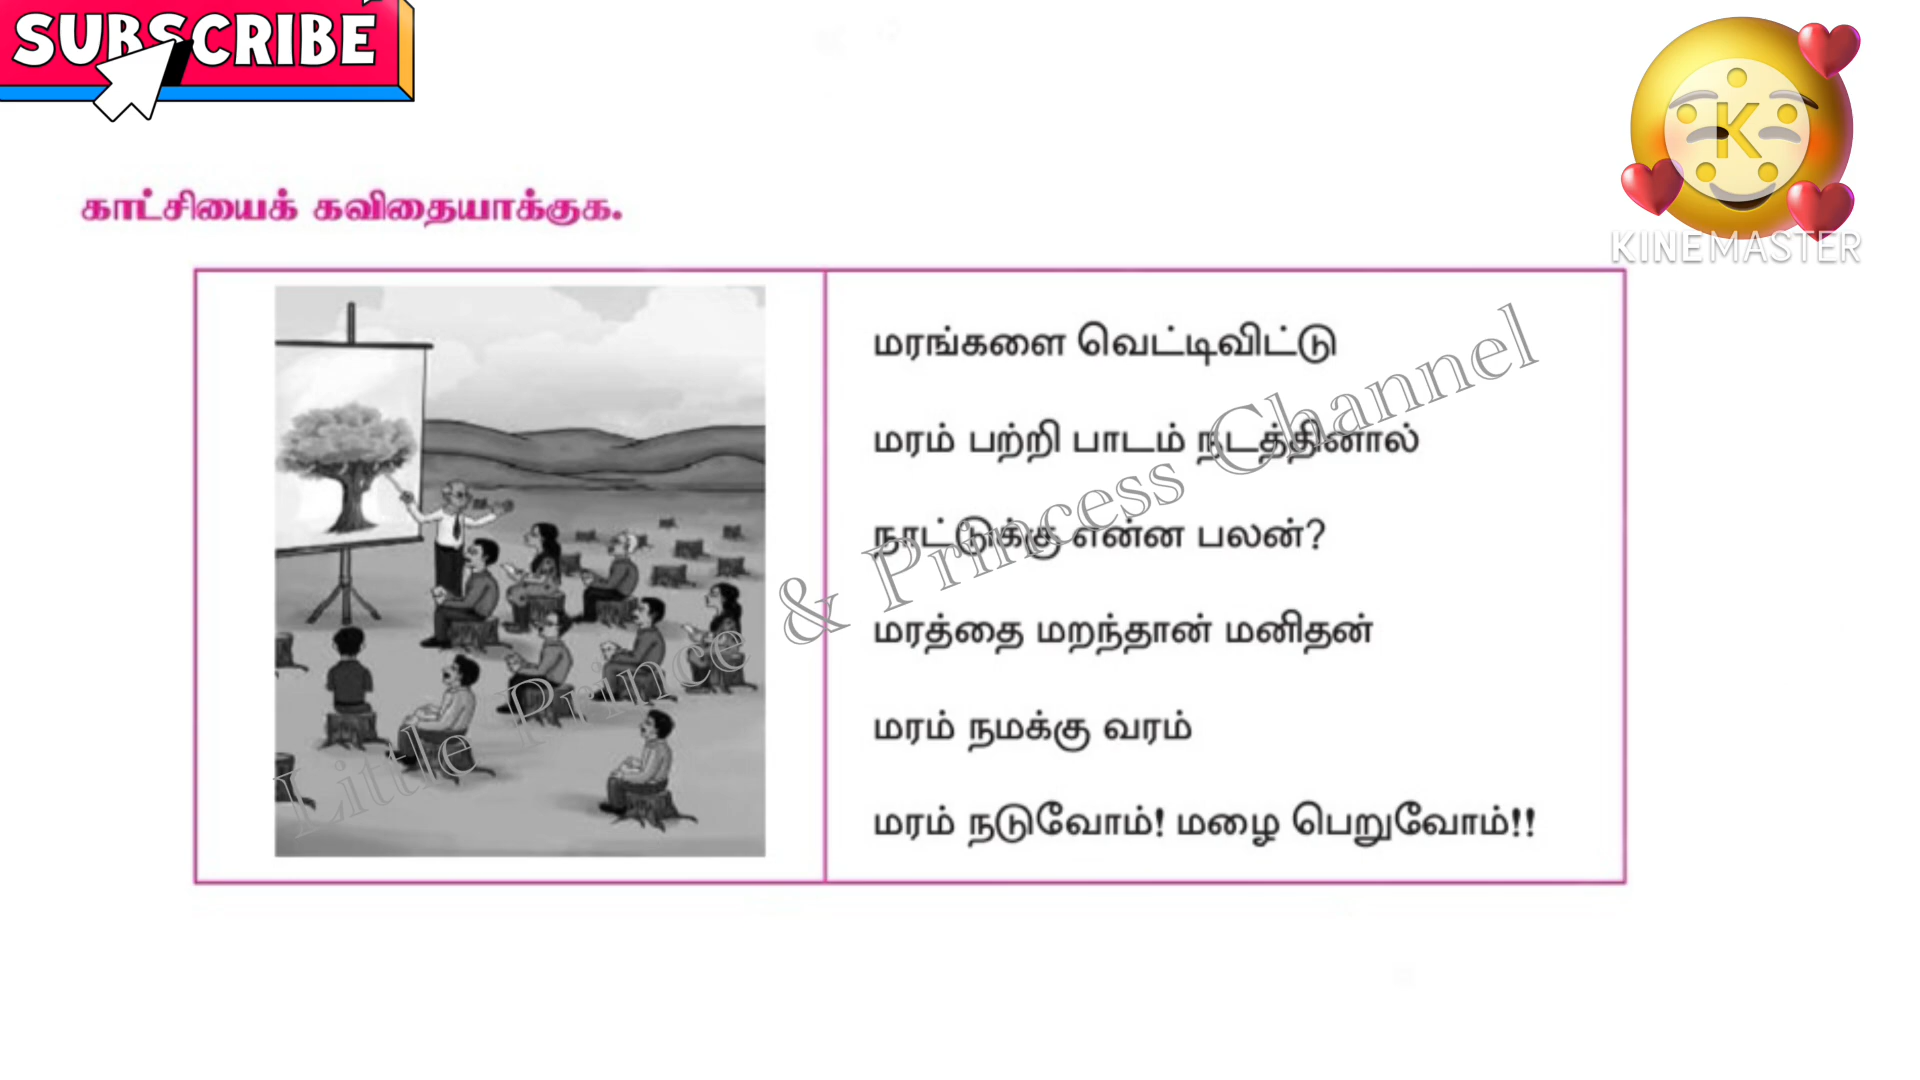 SUBSCRIBE
K
KINEMASTER
காட்சியைக் கவிதையாக்குக.
மரங்களை வெட்டிவிட்டு
மரம் பற்றி பாடம் நடத்தினால்
நாட்டுக்கு என்ன பலன்?
மரத்தை மறந்தான் மனிதன்
மரம் நமக்கு வரம்
மரம் நடுவோம்! மழை பெறுவோம்!!
Little Prince & Princess Channel